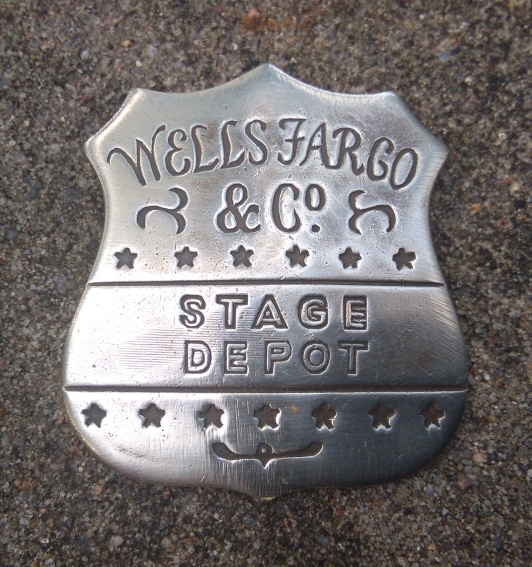 WELLS FARGO
& Cº.
STAGE
DEPOT